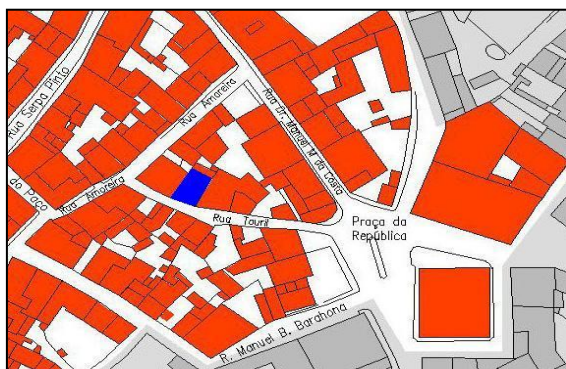 Rua Serpa Pinto
Rua Amoreira
Rua Dr. Manuel M da Costa
do Paço
Rua Amoreira
Rua Touril
Praça da
República
R. Manuel B. Barahona